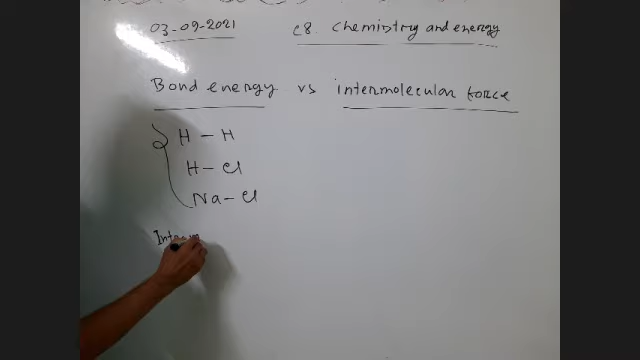 03-09-2021 C8. Chemistry and energy
Bond energy vs intermolecular force
H - H
H - Cl
Na - Cl